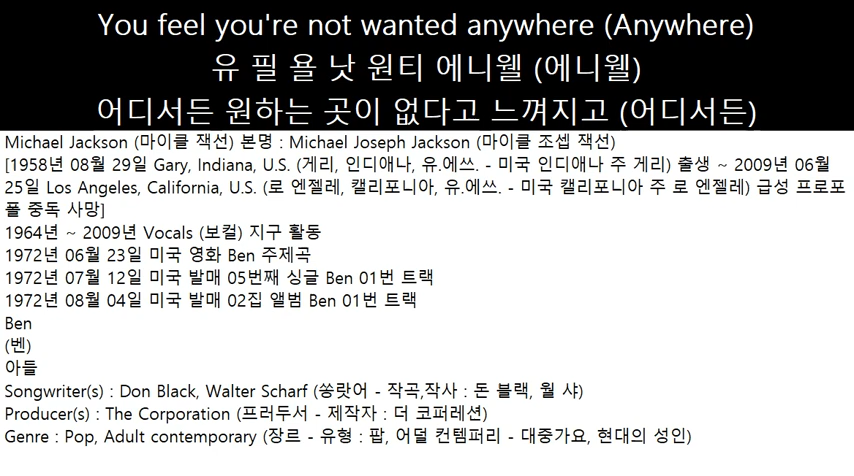 You feel you're not wanted anywhere (Anywhere)
유 필 욜 낫 원티 에니웰 (에니웰)
어디서든 원하는 곳이 없다고 느껴지고 (어디서든)
Michael Jackson (마이클 잭선) 본명 : Michael Joseph Jackson (마이클 조셉 잭선)
[1958년 08월 29일 Gary, Indiana, U.S. (게리, 인디애나, 유.에쓰. - 미국 인디애나 주 게리) 출생 ~ 2009년 06월
25일 Los Angeles, California, U.S. (로 엔젤레, 캘리포니아, 유.에쓰. - 미국 캘리포니아 주 로 엔젤레) 급성 프로포
폴 중독 사망]
1964년 ~ 2009년 Vocals (보컬) 지구 활동
1972년 06월 23일 미국 영화 Ben 주제곡
1972년 07월 12일 미국 발매 05번째 싱글 Ben 01번 트랙
1972년 08월 04일 미국 발매 02집 앨범 Ben 01번 트랙
Ben
(벤)
아들
Songwriter(s) : Don Black, Walter Scharf (쏭랏어 - 작곡,작사 : 돈 블랙, 월 샤)
Producer(s) : The Corporation (프러두서 - 제작자 : 더 코퍼레션)
Genre : Pop, Adult contemporary (장르 - 유형 : 팝, 어덜 컨템퍼리 - 대중가요, 현대의 성인)